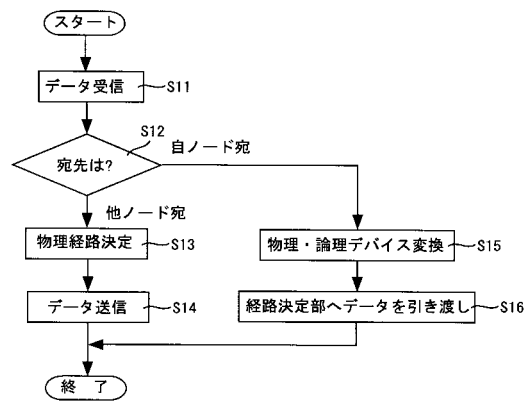 スタート
データ受信
S11
S12
宛先は?
自ノード宛
他ノード宛
物理経路決定
S13
物理・論理デバイス変換
S15
データ送信
S14
経路決定部へデータを引き渡し
S16
終 了